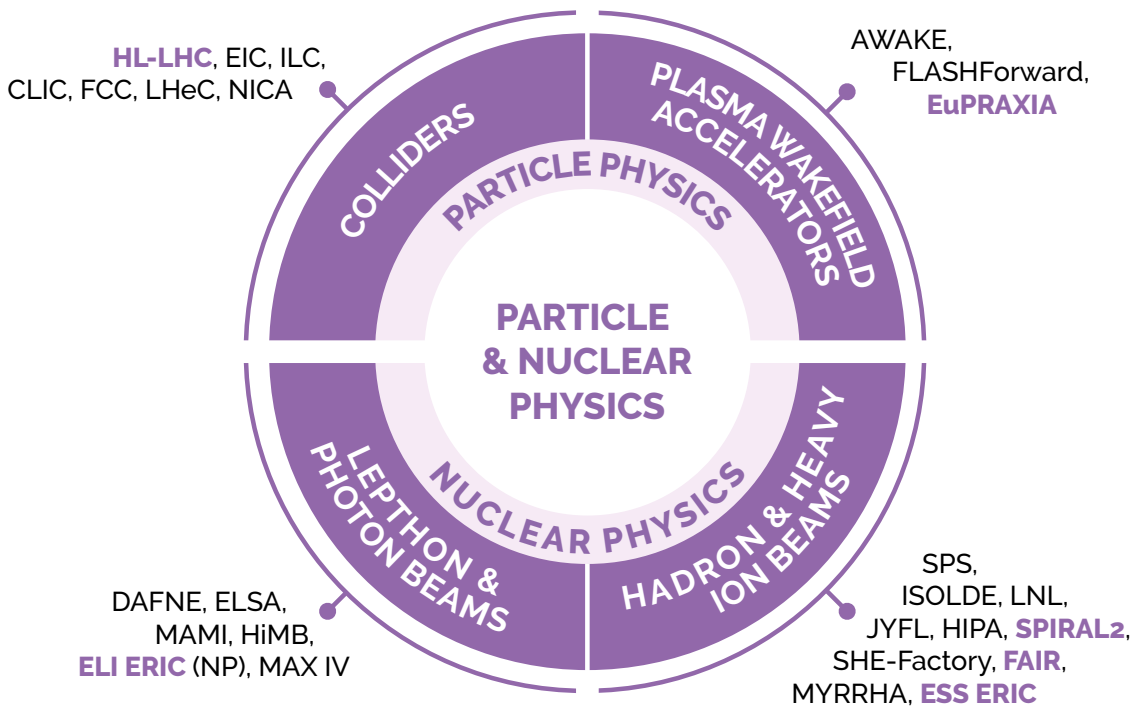 HL-LHC, EIC, ILC,
CLIC, FCC, LHeC, NICA
AWAKE,
FLASHForward,
EuPRAXIA
COLLIDERS
PLASMA WAKEFIELD
ACCELERATORS
PARTICLE PHYSICS
PARTICLE
& NUCLEAR
PHYSICS
NUCLEAR PHYSICS
LEPTHON &
PHOTON BEAMS
HADRON & HEAVY
ION BEAMS
DAFNE, ELSA,
MAMI, HiMB,
ELI ERIC (NP), MAX IV
SPS,
ISOLDE, LNL,
JYFL, HIPA, SPIRAL2,
SHE-Factory, FAIR,
MYRRHA, ESS ERIC